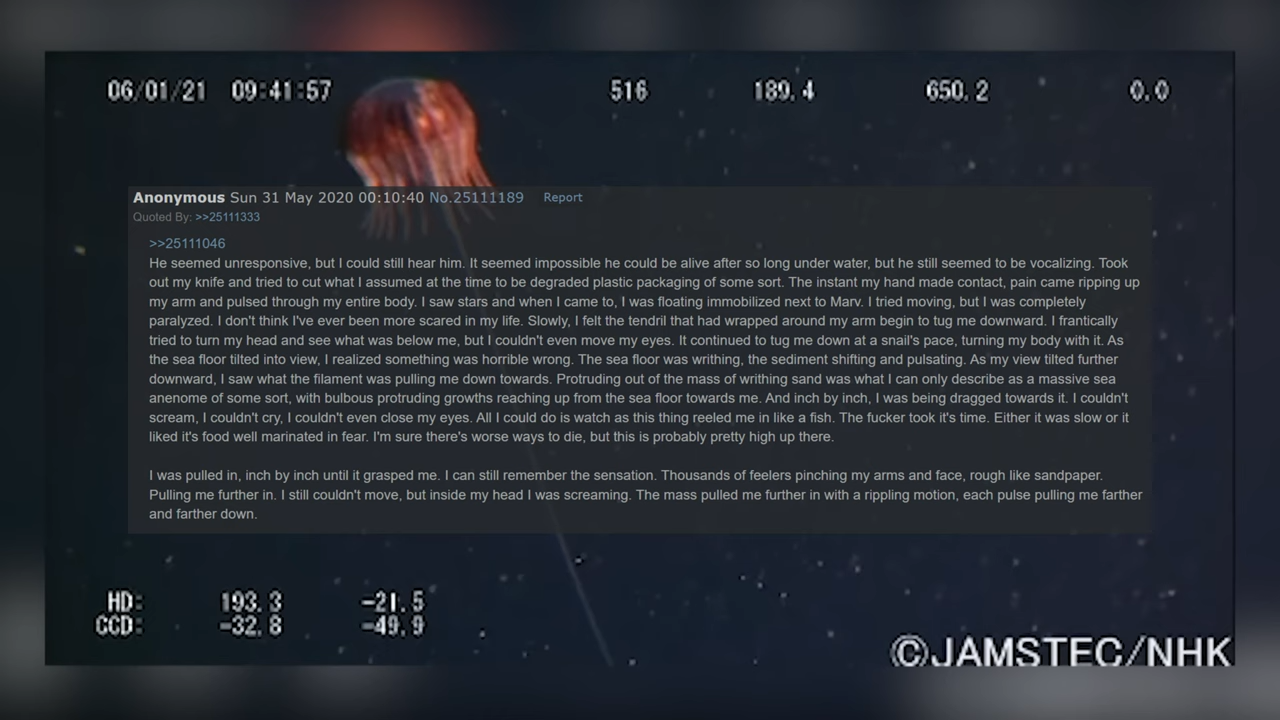 06/01/21 09:41:57 516 189.4 650.2 0.0
Anonymous Sun 31 May 2020 00:10:40 No.25111189 Report
Quoted By: >>25111333
>>25111046
He seemed unresponsive, but I could still hear him. It seemed impossible he could be alive after so long under water, but he still seemed to be vocalizing. Took
out my knife and tried to cut what I assumed at the time to be degraded plastic packaging of some sort. The instant my hand made contact, pain came ripping up
my arm and pulsed through my entire body. I saw stars and when I came to, I was floating immobilized next to Marv. I tried moving, but I was completely
paralyzed. I don't think I've ever been more scared in my life. Slowly, I felt the tendril that had wrapped around my arm begin to tug me downward. I frantically
tried to turn my head and see what was below me, but I couldn't even move my eyes. It continued to tug me down at a snail's pace, turning my body with it. As
the sea floor tilted into view, I realized something was horrible wrong. The sea floor was writhing, the sediment shifting and pulsating. As my view tilted further
downward, I saw what the filament was pulling me down towards. Protruding out of the mass of writhing sand was what I can only describe as a massive sea
anenome of some sort, with bulbous protruding growths reaching up from the sea floor towards me. And inch by inch, I was being dragged towards it. I couldn't
scream, I couldn't cry, I couldn't even close my eyes. All I could do is watch as this thing reeled me in like a fish. The fucker took it's time. Either it was slow or it
liked it's food well marinated in fear. I'm sure there's worse ways to die, but this is probably pretty high up there.
I was pulled in, inch by inch until it grasped me. I can still remember the sensation. Thousands of feelers pinching my arms and face, rough like sandpaper.
Pulling me further in. I still couldn't move, but inside my head I was screaming. The mass pulled me further in with a rippling motion, each pulse pulling me farther
and farther down.
HD: 193.3 -21.5
CCD: -32.8 -49.9
©JAMSTEC/NHK